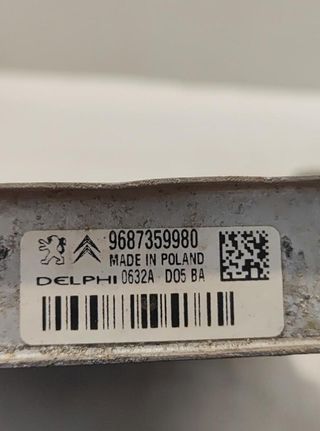 9687359980
MADE IN POLAND
DELPHI 0632A D05 BA